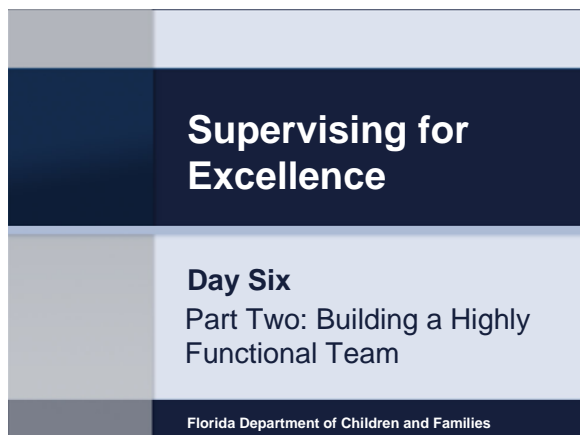 Supervising for
Excellence
Day Six
Part Two: Building a Highly
Functional Team
Florida Department of Children and Families